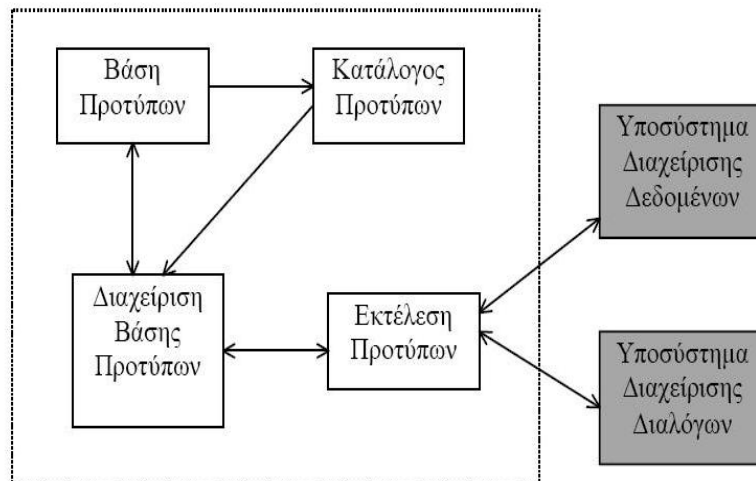 Βάση
Προτύπων
Κατάλογος
Προτύπων
Υποσύστημα
Διαχείρισης
Δεδομένων
Διαχείριση
Βάσης
Προτύπων
Εκτέλεση
Προτύπων
Υποσύστημα
Διαχείρισης
Διαλόγων